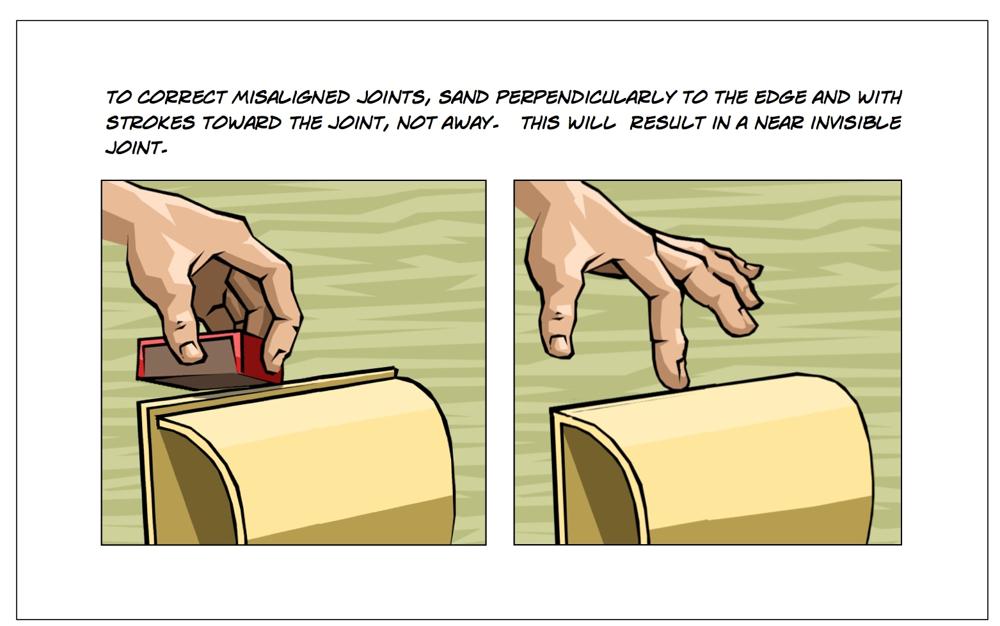 TO CORRECT MISALIGNED JOINTS, SAND PERPENDICULARLY TO THE EDGE AND WITH
STROKES TOWARD THE JOINT, NOT AWAY. THIS WILL RESULT IN A NEAR INVISIBLE
JOINT.